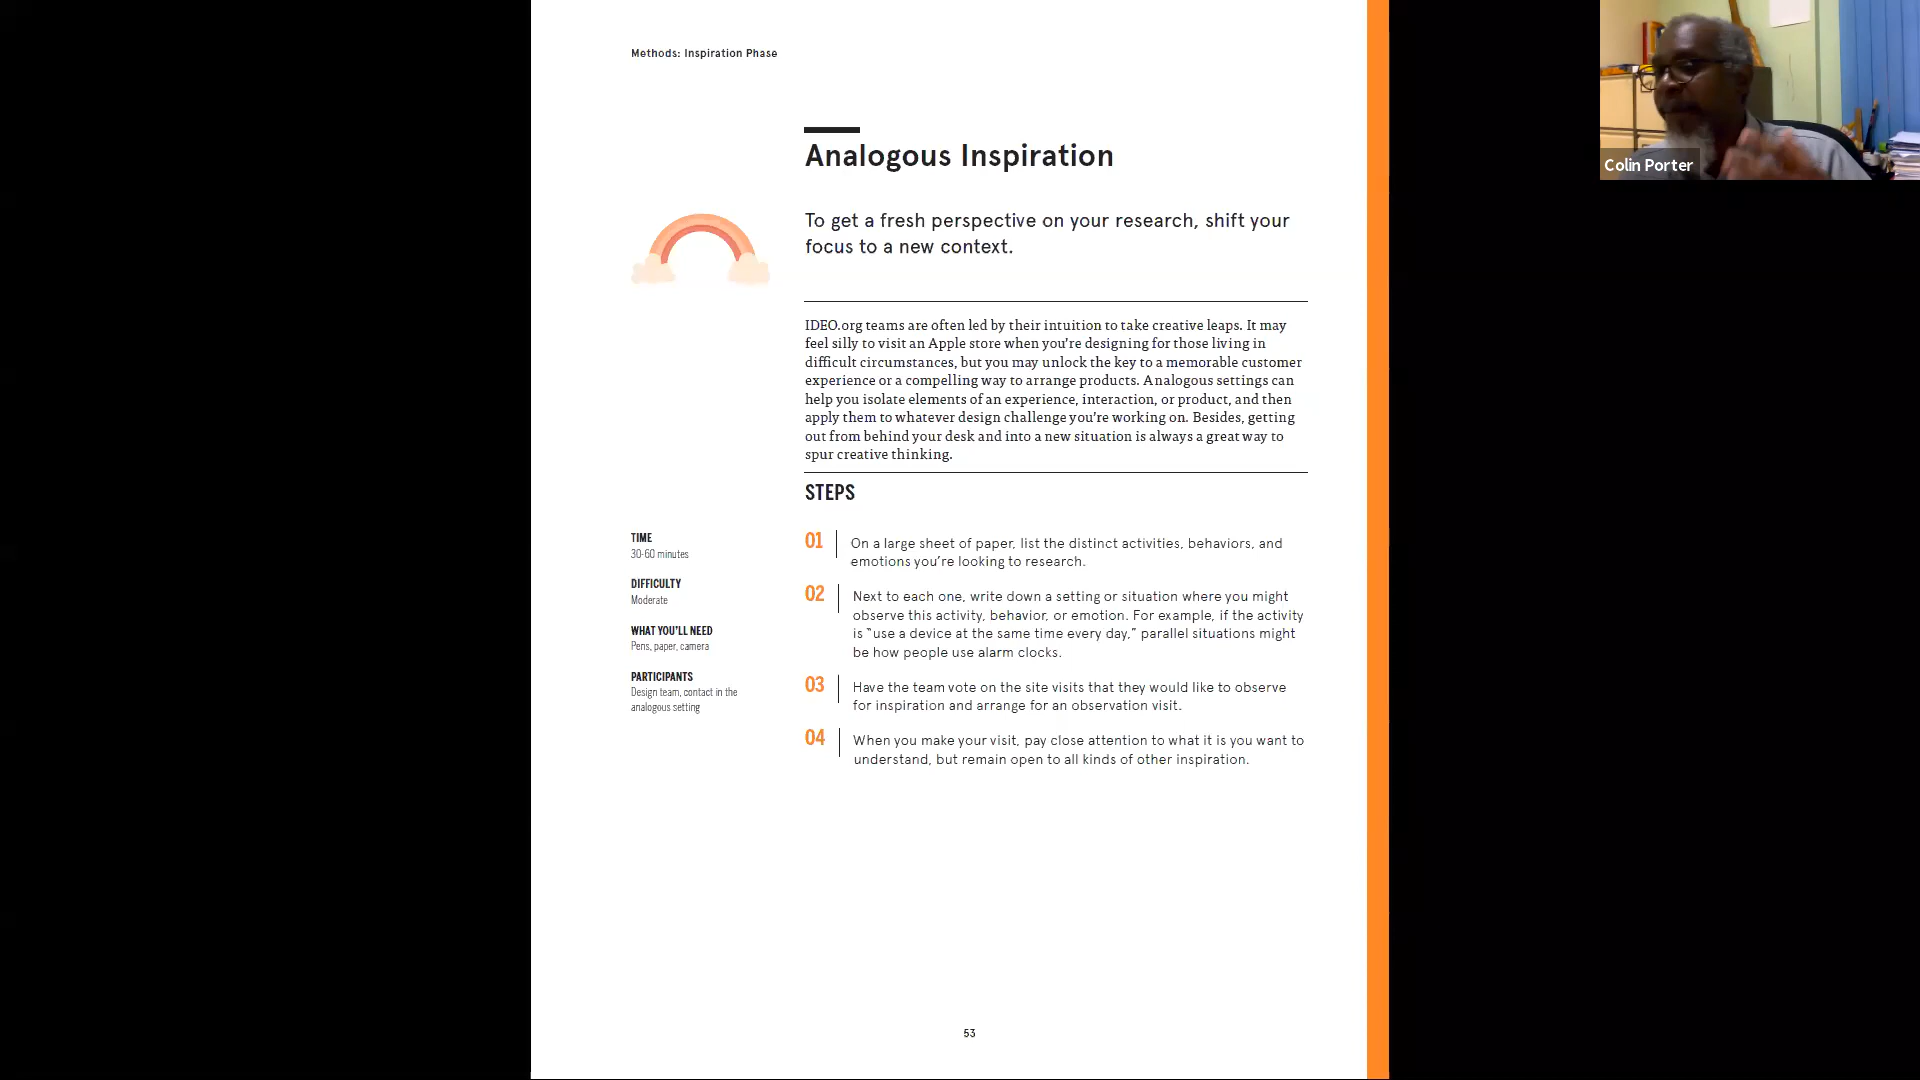 Methods: Inspiration Phase
Analogous Inspiration
To get a fresh perspective on your research, shift your
focus to a new context.
IDEO.org teams are often led by their intuition to take creative leaps. It may
feel silly to visit an Apple store when you’re designing for those living in
difficult circumstances, but you may unlock the key to a memorable customer
experience or a compelling way to arrange products. Analogous settings can
help you isolate elements of an experience, interaction, or product, and then
apply them to whatever design challenge you’re working on. Besides, getting
out from behind your desk and into a new situation is always a great way to
spur creative thinking.
STEPS
TIME
30-60 minutes
DIFFICULTY
Moderate
WHAT YOU’LL NEED
Pens, paper, camera
PARTICIPANTS
Design team, contact in the
analogous setting
01
On a large sheet of paper, list the distinct activities, behaviors, and
emotions you’re looking to research.
02
Next to each one, write down a setting or situation where you might
observe this activity, behavior, or emotion. For example, if the activity
is “use a device at the same time every day,” parallel situations might
be how people use alarm clocks.
03
Have the team vote on the site visits that they would like to observe
for inspiration and arrange for an observation visit.
04
When you make your visit, pay close attention to what it is you want to
understand, but remain open to all kinds of other inspiration.
53
Colin Porter